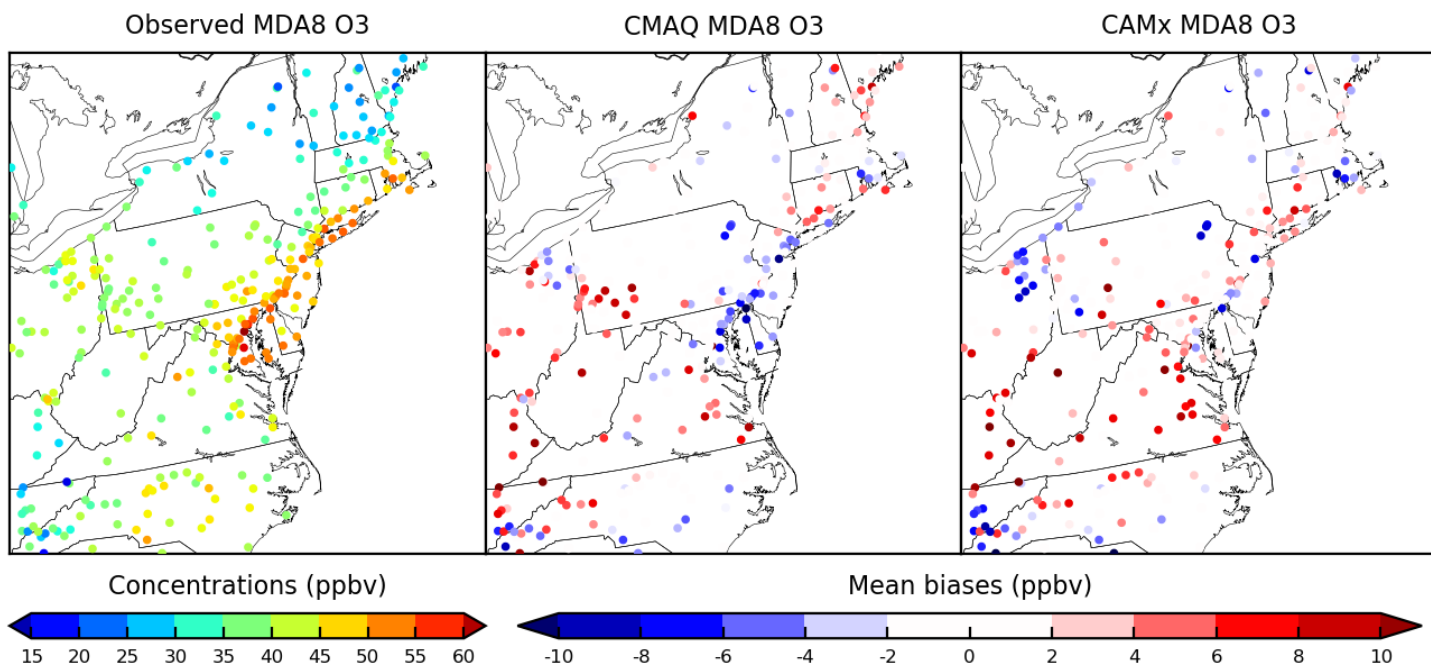 Observed MDA8 O3
CMAQ MDA8 O3
CAMx MDA8 O3
Concentrations (ppbv)
Mean biases (ppbv)
15 20 25 30 35 40 45 50 55 60
-10 -8 -6 -4 -2 0 2 4 6 8 10